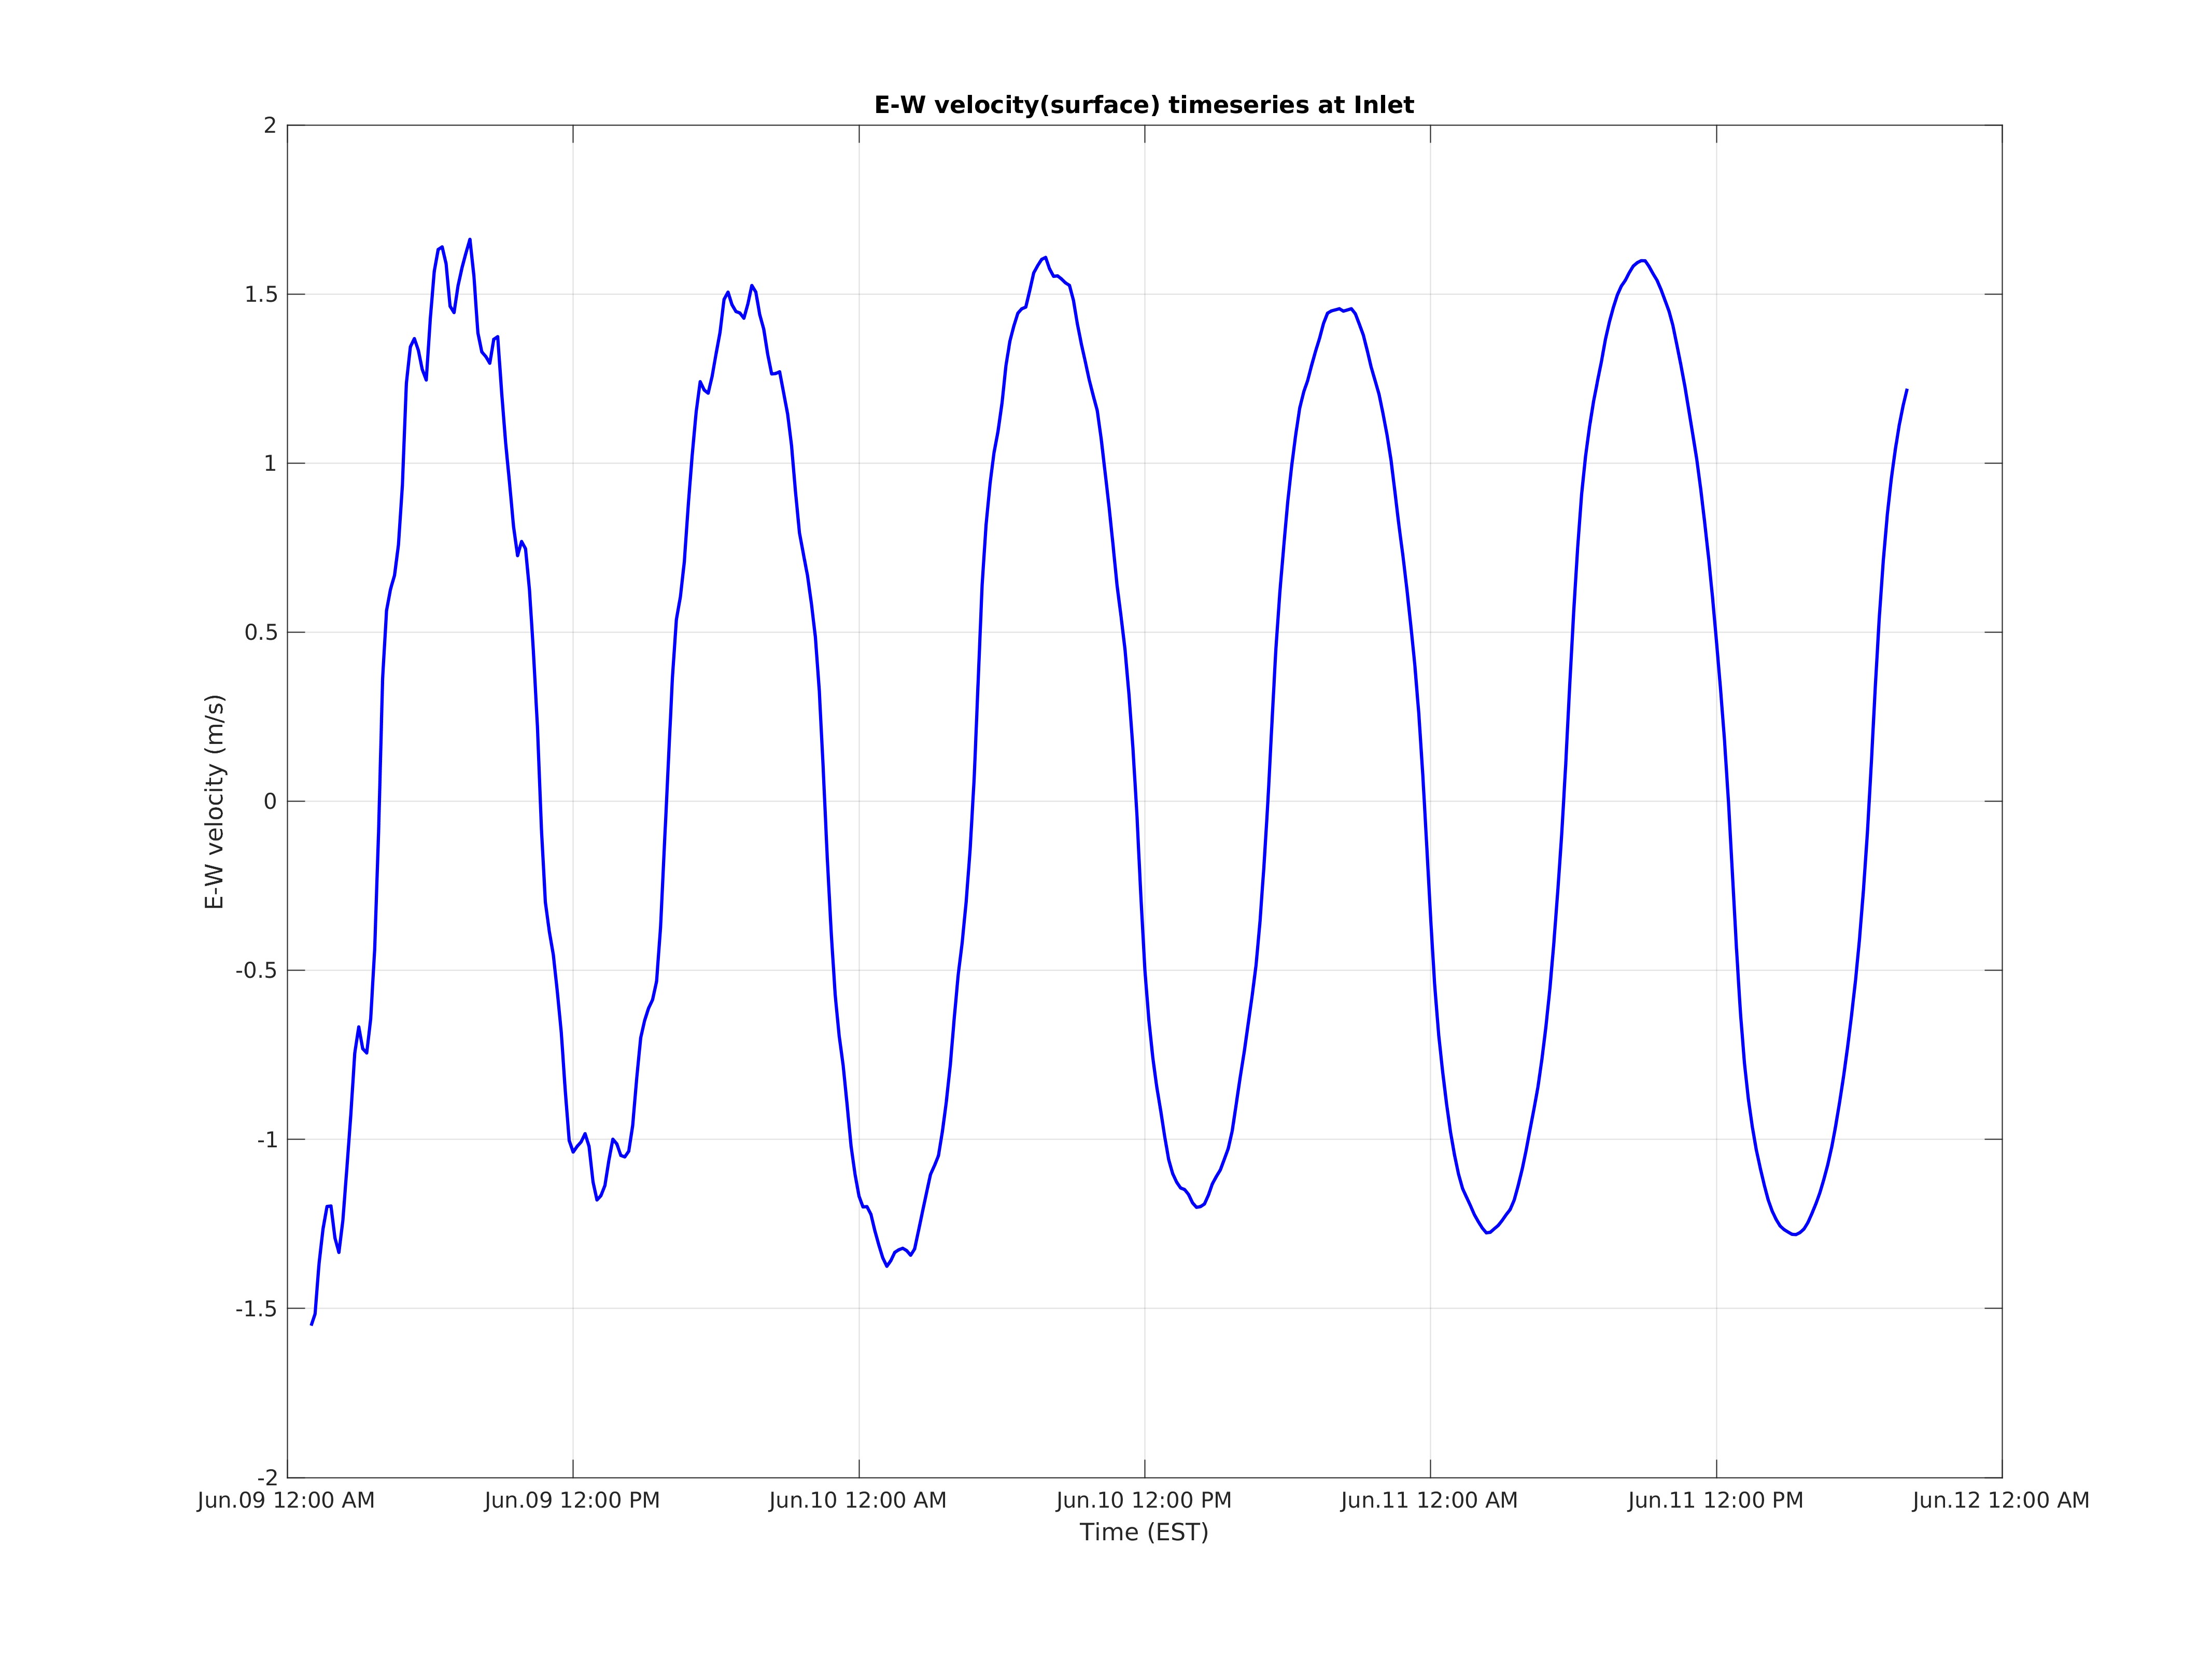 E-W velocity(surface) timeseries at Inlet
2
1.5
1
0.5
0
-0.5
-1
-1.5
-2
E-W velocity (m/s)
Jun.09 12:00 AM Jun.09 12:00 PM Jun.10 12:00 AM Jun.10 12:00 PM Jun.11 12:00 AM Jun.11 12:00 PM Jun.12 12:00 AM
Time (EST)